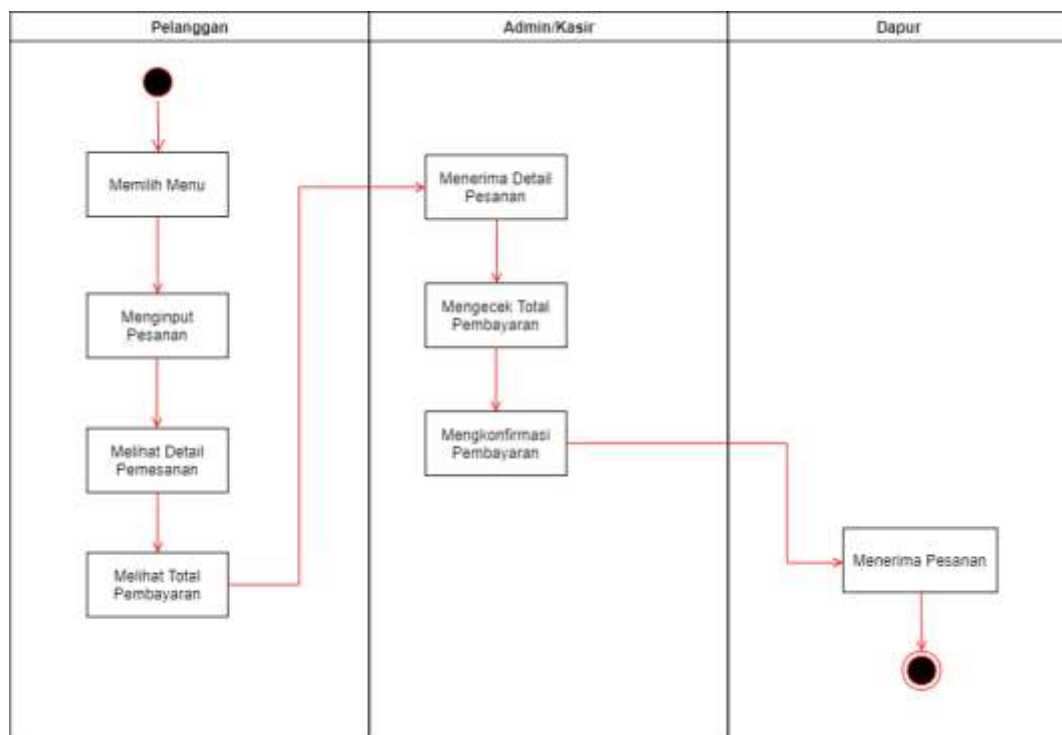 Pelanggan
Admin/Kasir
Dapur
Memilih Menu
Menginput
Pesanan
Melihat Detail
Pemesanan
Melihat Total
Pembayaran
Menerima Detail
Pesanan
Mengecek Total
Pembayaran
Mengkonfirmasi
Pembayaran
Menerima Pesanan